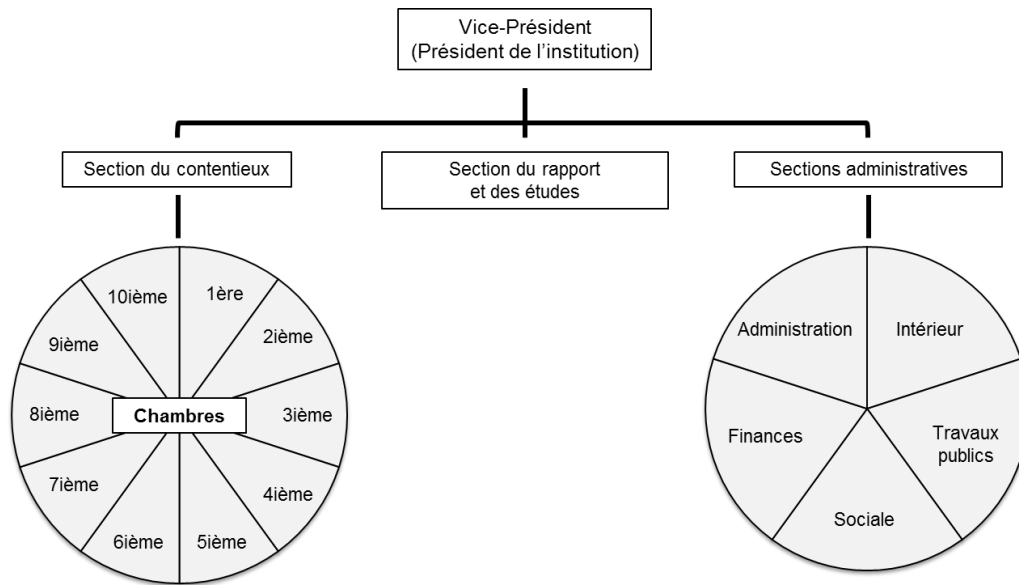 Vice-Président
(Président de l’institution)
Section du contentieux
Section du rapport
et des études
Sections administratives
10ième
1ère
9ième
2ième
8ième
Chambres
3ième
7ième
4ième
6ième
5ième
Administration
Intérieur
Finances
Travaux
publics
Sociale